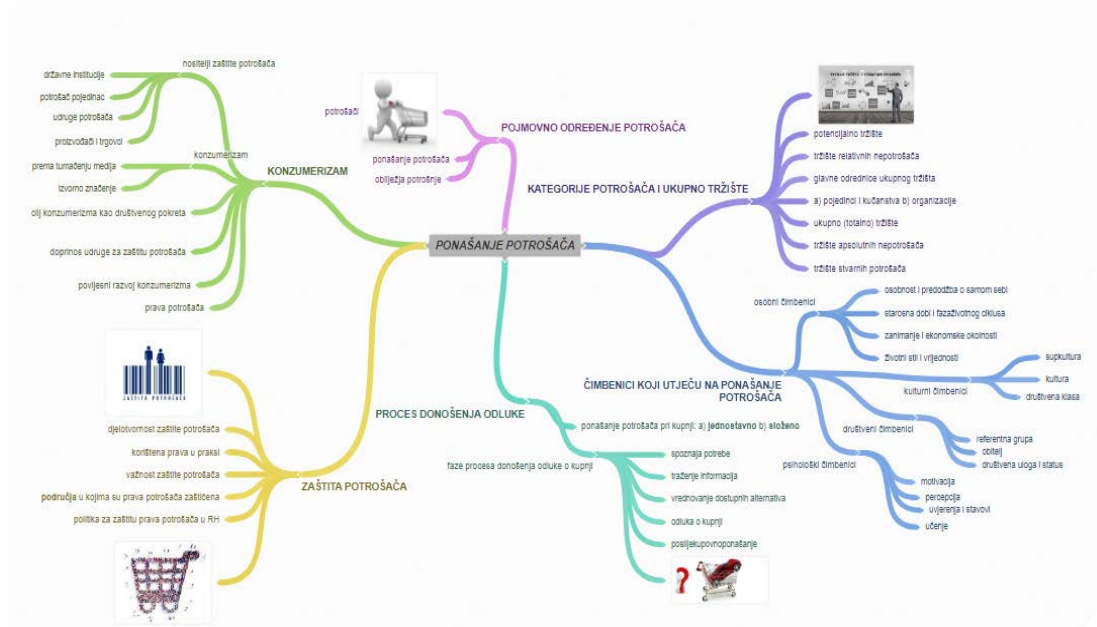 PONAŠANJE POTROŠAČA
POJMOVNO ODREĐENJE POTROŠAČA
potrošači
ponašanje potrošača
obilježja potrošnje
KATEGORIJE POTROŠAČA I UKUPNO TRŽIŠTE
potencijalno tržište
tržište relativnih nepotrošača
glavne odrednice ukupnog tržišta
a) pojedinci i kućanstva b) organizacije
ukupno (totalno) tržište
tržište apsolutnih nepotrošača
tržište stvarnih potrošača
ČIMBENICI KOJI UTJEČU NA PONAŠANJE
POTROŠAČA
osobni čimbenici
osobnost i predodžba o samom sebi
starosna dobi i fazaživotnog ciklusa
zanimanje i ekonomske okolnosti
životni stil i vrijednosti
kulturni čimbenici
supkultura
kultura
društvena klasa
društveni čimbenici
referentna grupa
obitelj
društvena uloga i status
psihološki čimbenici
motivacija
percepcija
uvjerenja i stavovi
učenje
PROCES DONOŠENJA ODLUKE
ponašanje potrošača pri kupnji: a) jednostavno b) složeno
faze procesa donošenja odluke o kupnji
spoznaja potrebe
traženje informacija
vrednovanje dostupnih alternativa
odluka o kupnji
poslijekupovnoponašanje
?
ZAŠTITA POTROŠAČA
ZAŠTITA POTROŠAČA
djelotvornost zaštite potrošača
korištena prava u praksi
važnost zaštite potrošača
područja u kojima su prava potrošača zaštićena
politika za zaštitu prava potrošača u RH
KONZUMERIZAM
nositelji zaštite potrošača
državne institucije
potrošač pojedinac
udruge potrošača
proizvođači i trgovci
konzumerizam
prema tumačenju medija
izvorno značenje
cilj konzumerizma kao društvenog pokreta
doprinos udruge za zaštitu potrošača
povijesni razvoj konzumerizma
prava potrošača